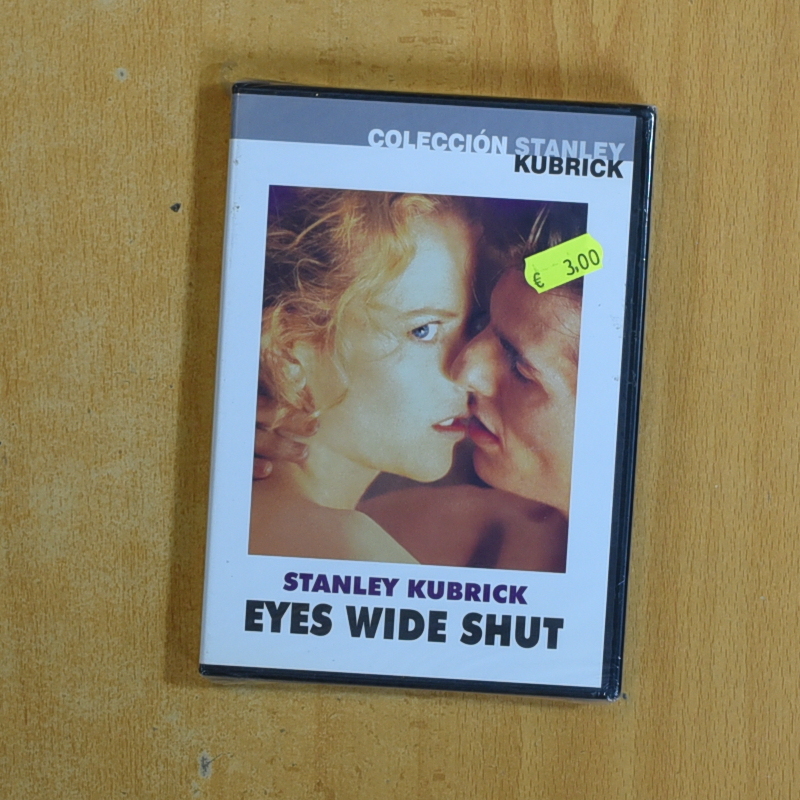 COLECCIÓN STANLEY
KUBRICK
€ 3,00
STANLEY KUBRICK
EYES WIDE SHUT